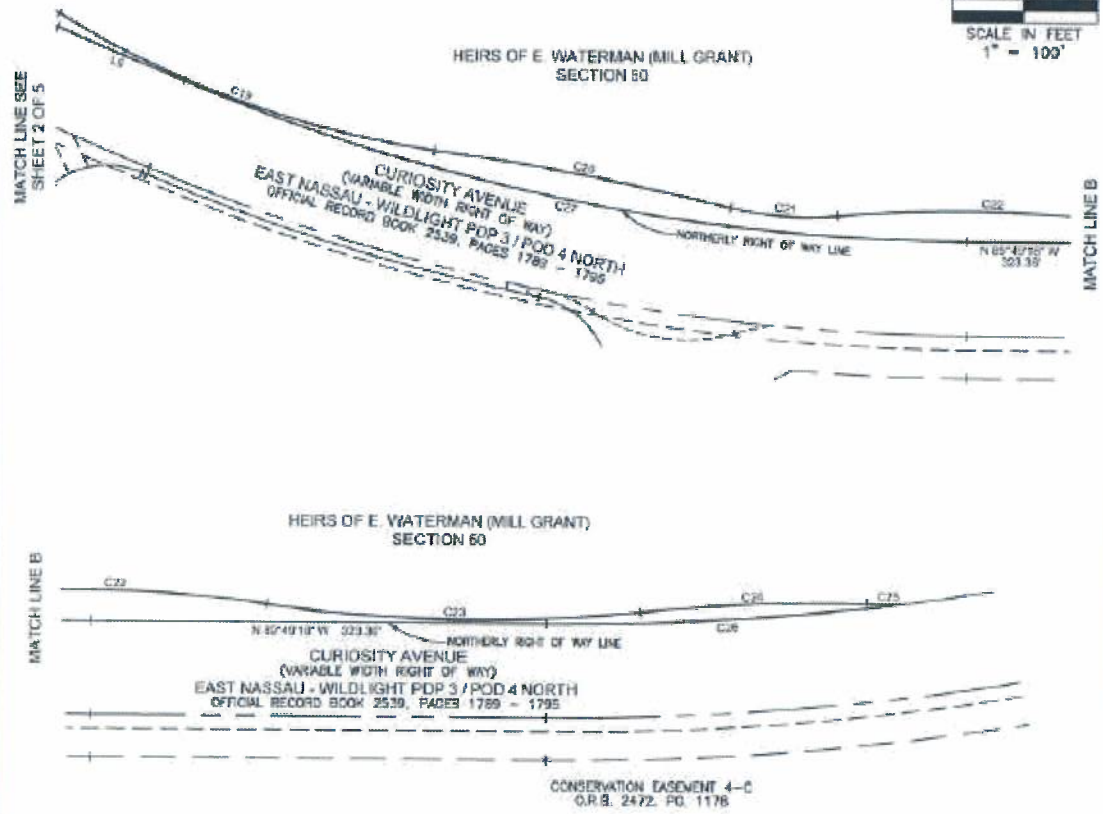 SCALE IN FEET
1" = 100'
HEIRS OF E. WATERMAN (MILL GRANT)
SECTION 60
MATCH LINE SEE
SHEET 2 OF 5
C19
C20
C21
C22
CURIOSITY AVENUE
(VARIABLE WIDTH RIGHT OF WAY)
EAST NASSAU - WILDLIGHT PDP 3 / POD 4 NORTH
OFFICIAL RECORD BOOK 2539, PAGES 1789 - 1795
C27
NORTHERLY RIGHT OF WAY LINE
323.36'
MATCH LINE B
HEIRS OF E. WATERMAN (MILL GRANT)
SECTION 60
MATCH LINE B
C22
C23
C25
C26
323.36'
NORTHERLY RIGHT OF WAY LINE
CURIOSITY AVENUE
(VARIABLE WIDTH RIGHT OF WAY)
EAST NASSAU - WILDLIGHT PDP 3 / POD 4 NORTH
OFFICIAL RECORD BOOK 2539, PAGES 1789 - 1795
CONSERVATION EASEMENT 4-C
O.R.B. 2472, PG. 1176